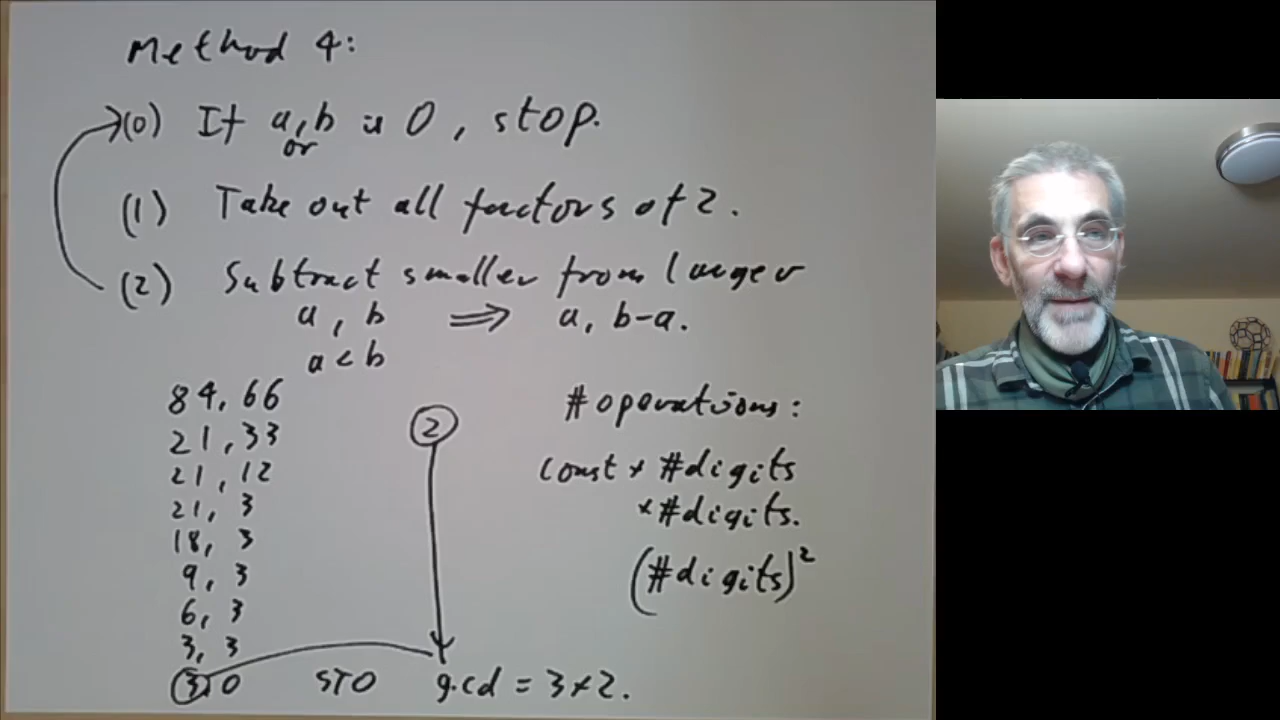 Method 4:
(0) If a, b is 0, stop.
or
(1) Take out all factors of 2.
(2) Subtract smaller from larger
a, b ⟹ a, b-a.
a < b
84, 66
21, 33
21, 12
21, 3
18, 3
9, 3
6, 3
3, 3
3, 0 STO g.cd = 3×2.
2
#operations:
const × #digits
× #digits.
(#digits)²